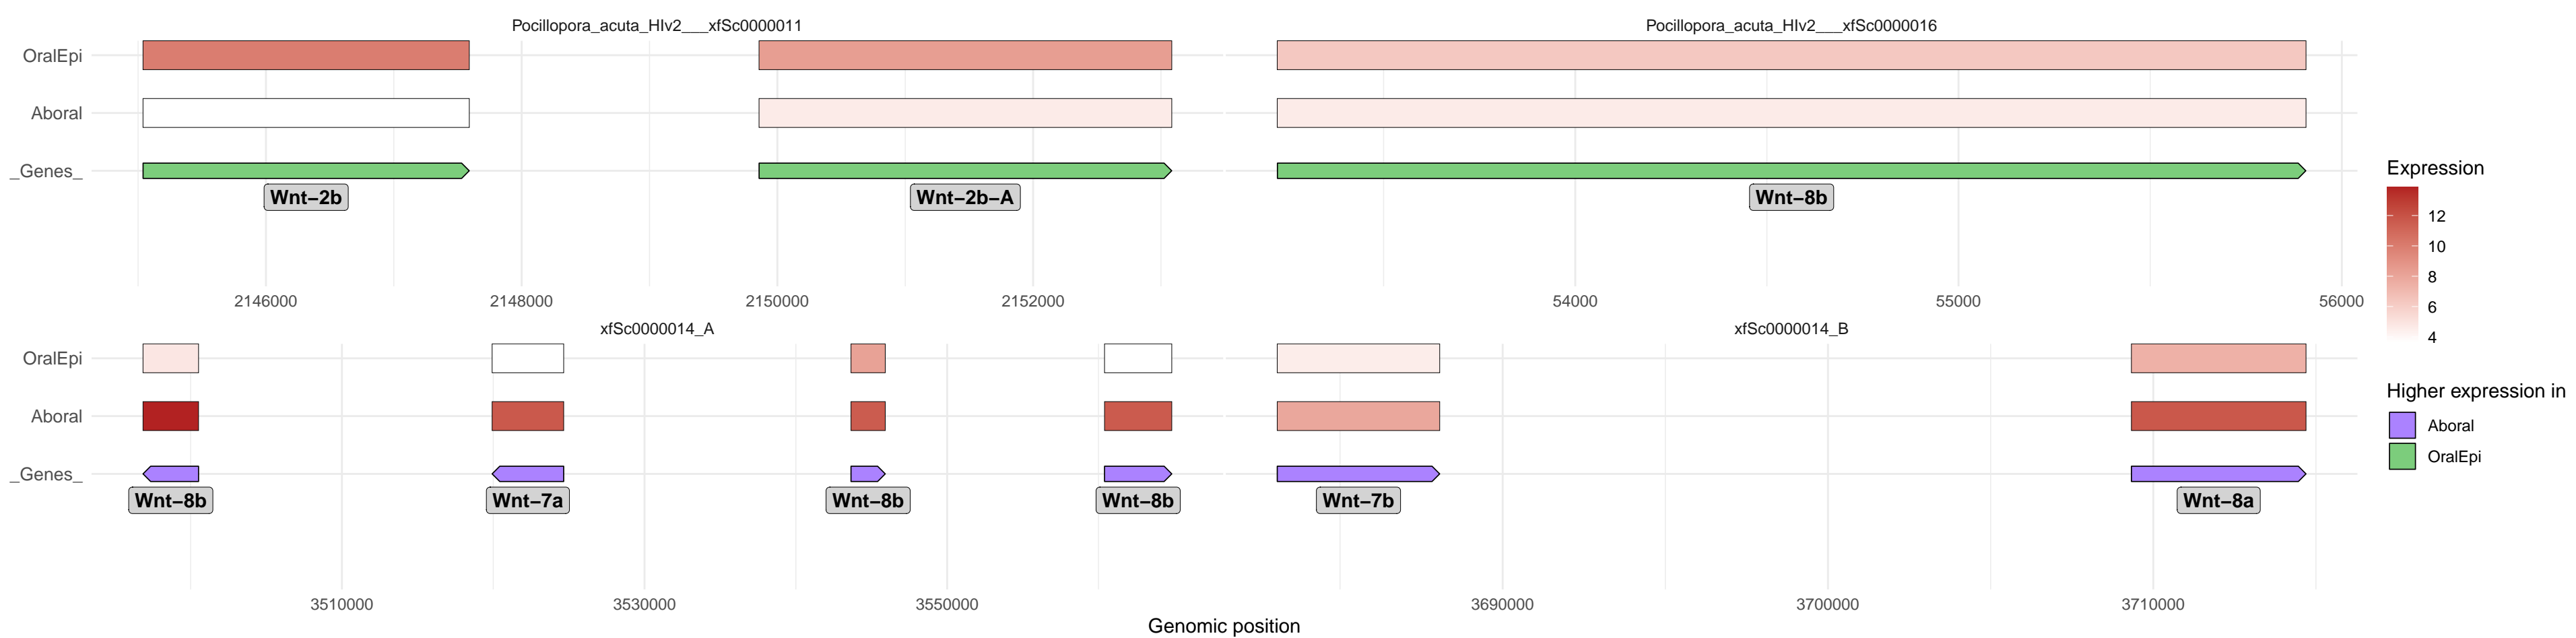 Pocillopora_acuta_HIv2___xfSc0000011
Pocillopora_acuta_HIv2___xfSc0000016
OralEpi
Aboral
_Genes_
Wnt−2b
Wnt−2b−A
Wnt−8b
2146000
2148000
2150000
2152000
54000
55000
56000
xfSc0000014_A
xfSc0000014_B
OralEpi
Aboral
_Genes_
Wnt−8b
Wnt−7a
Wnt−8b
Wnt−8b
Wnt−7b
Wnt−8a
3510000
3530000
3550000
3690000
3700000
3710000
Genomic position
Expression
12
10
8
6
4
Higher expression in
Aboral
OralEpi